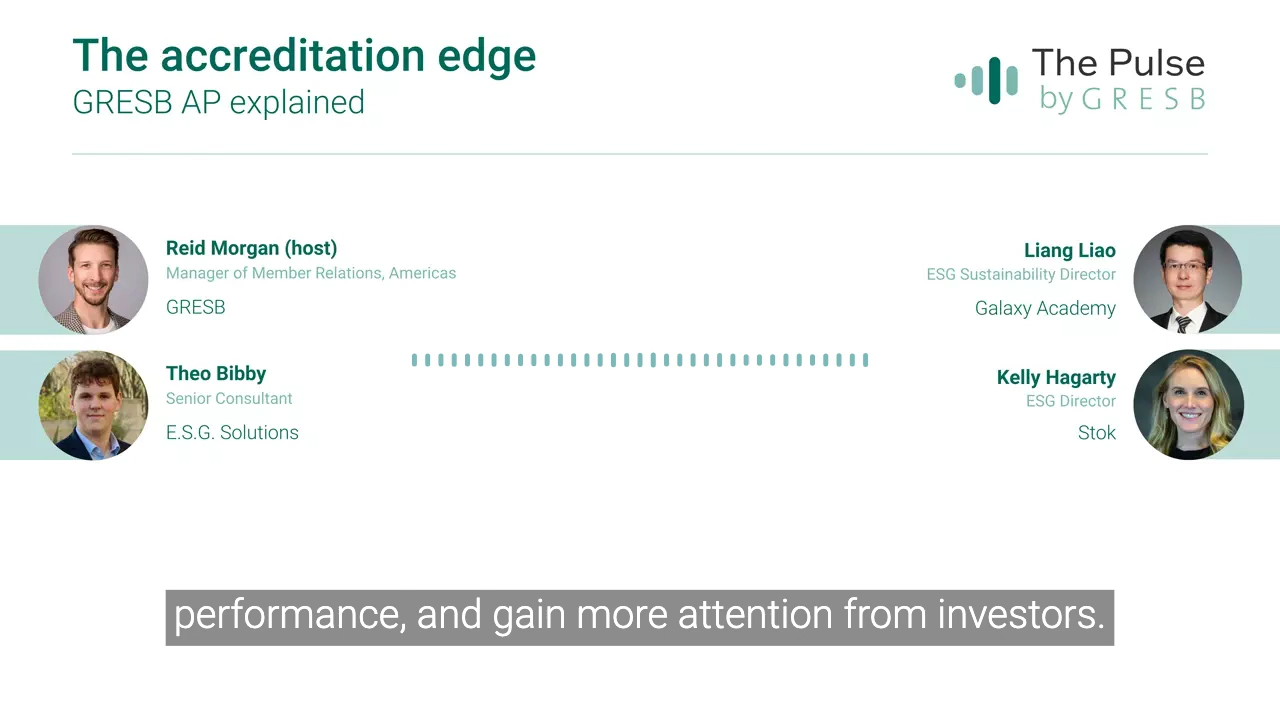 The accreditation edge
GRESB AP explained
The Pulse
by GRESB
Reid Morgan (host)
Manager of Member Relations, Americas
GRESB
Theo Bibby
Senior Consultant
E.S.G. Solutions
Liang Liao
ESG Sustainability Director
Galaxy Academy
Kelly Hagarty
ESG Director
Stok
performance, and gain more attention from investors.